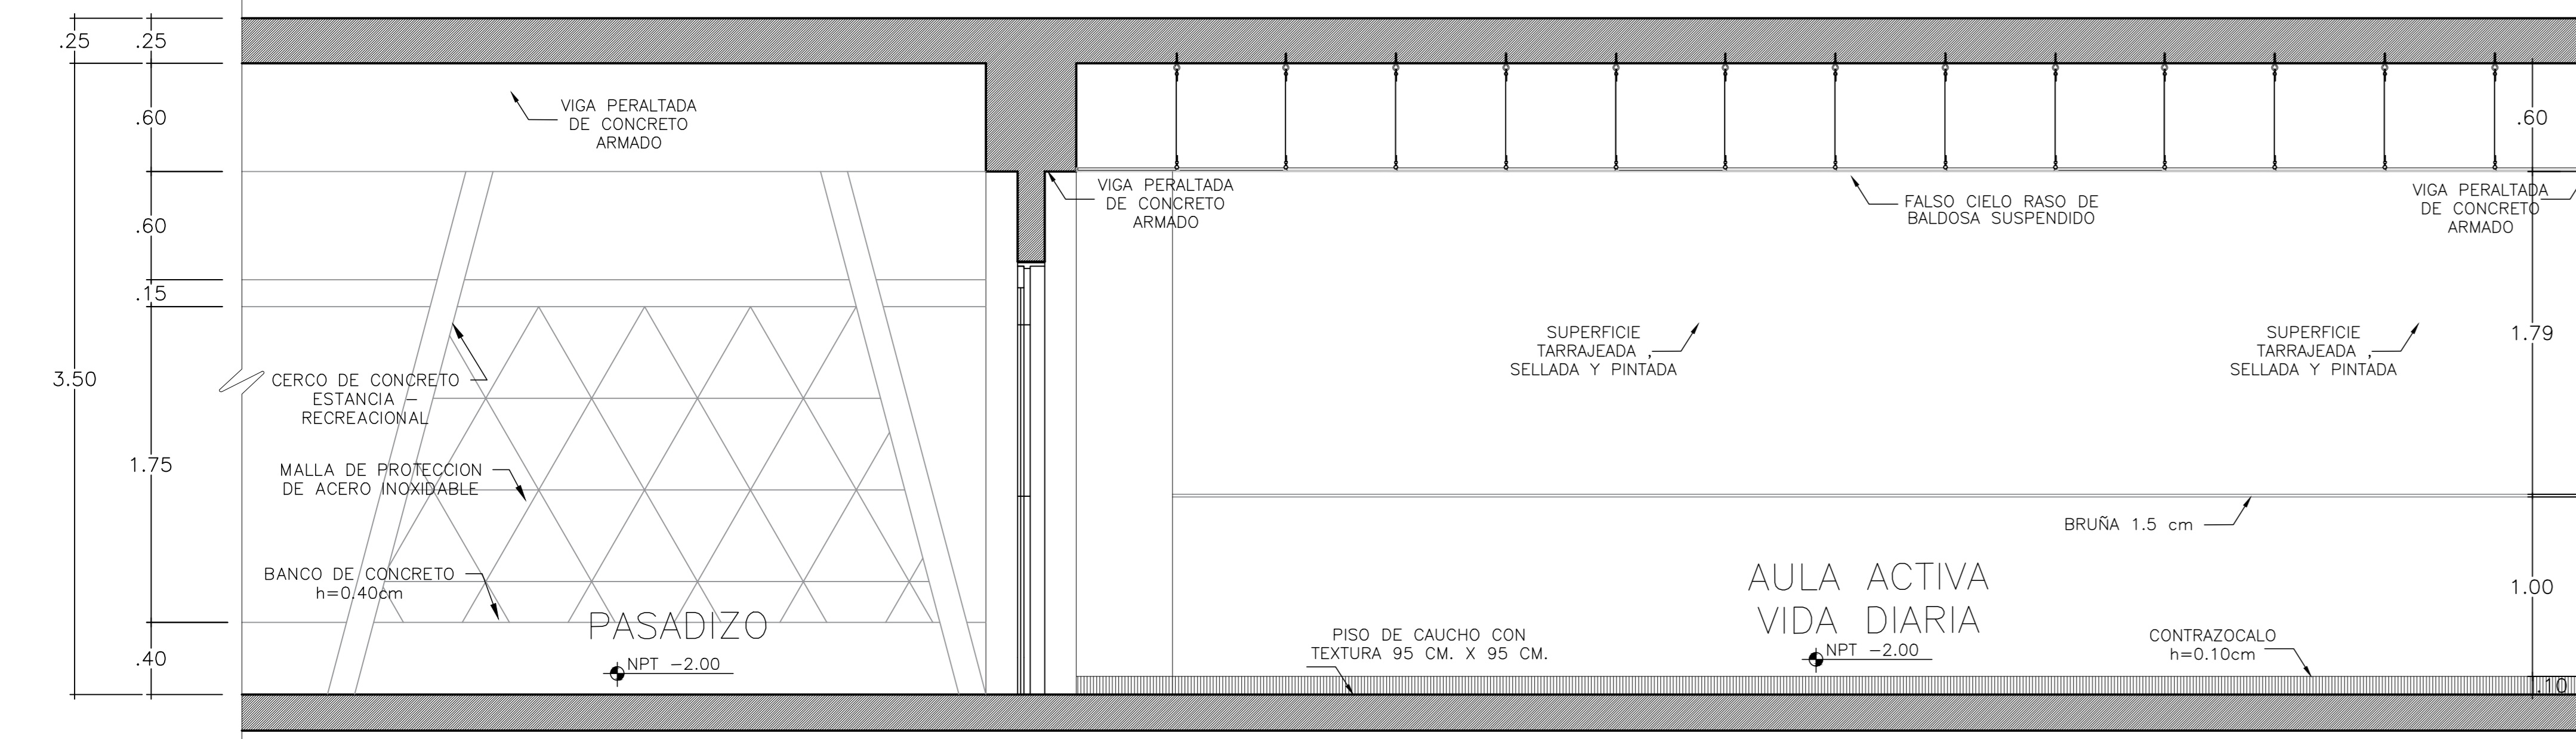 .25
.25
.60
.60
.15
3.50
1.75
.40
VIGA PERALTADA
DE CONCRETO
ARMADO
CERCO DE CONCRETO
ESTANCIA –
RECREACIONAL
MALLA DE PROTECCION
DE ACERO INOXIDABLE
BANCO DE CONCRETO
h=0.40cm
PASADIZO
NPT -2.00
VIGA PERALTADA
DE CONCRETO
ARMADO
FALSO CIELO RASO DE
BALDOSA SUSPENDIDO
VIGA PERALTADA
DE CONCRETO
ARMADO
SUPERFICIE
TARRAJEADA ,
SELLADA Y PINTADA
SUPERFICIE
TARRAJEADA ,
SELLADA Y PINTADA
BRUÑA 1.5 cm
AULA ACTIVA
VIDA DIARIA
NPT -2.00
PISO DE CAUCHO CON
TEXTURA 95 CM. X 95 CM.
CONTRAZOCALO
h=0.10cm
.60
1.79
1.00
.10